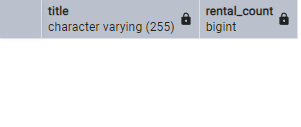 title
character varying (255)
rental_count
bigint